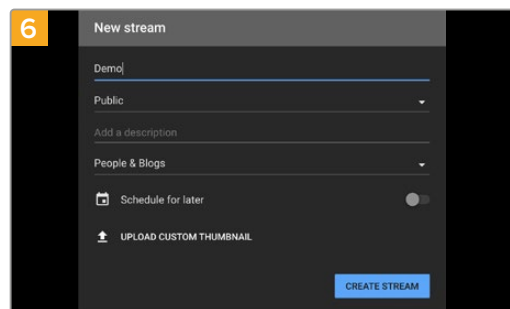 6
New stream
Demo
Public
Add a description
People & Blogs
Schedule for later
UPLOAD CUSTOM THUMBNAIL
CREATE STREAM